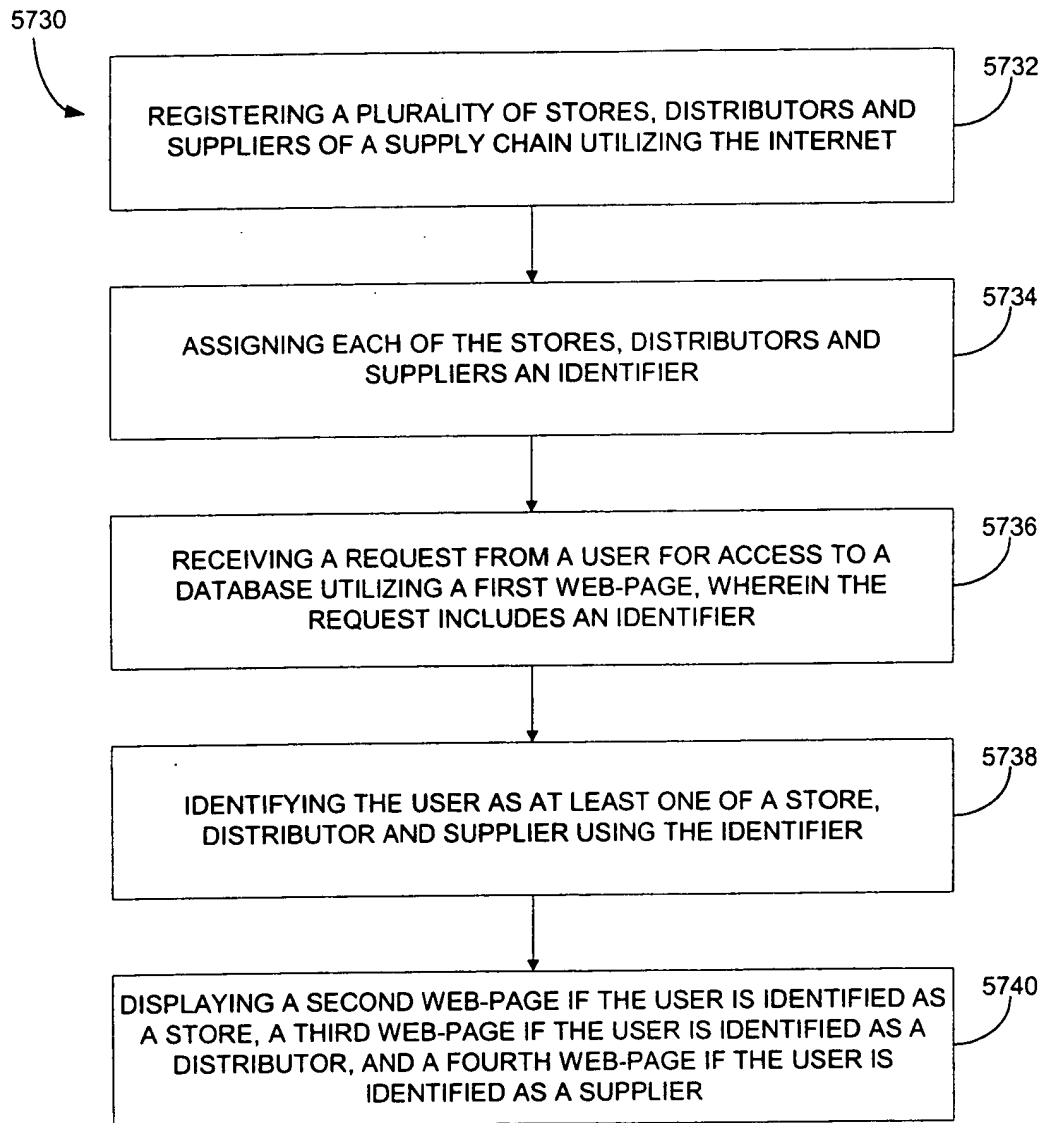 5730
5732
REGISTERING A PLURALITY OF STORES, DISTRIBUTORS AND
SUPPLIERS OF A SUPPLY CHAIN UTILIZING THE INTERNET
5734
ASSIGNING EACH OF THE STORES, DISTRIBUTORS AND
SUPPLIERS AN IDENTIFIER
5736
RECEIVING A REQUEST FROM A USER FOR ACCESS TO A
DATABASE UTILIZING A FIRST WEB-PAGE, WHEREIN THE
REQUEST INCLUDES AN IDENTIFIER
5738
IDENTIFYING THE USER AS AT LEAST ONE OF A STORE,
DISTRIBUTOR AND SUPPLIER USING THE IDENTIFIER
5740
DISPLAYING A SECOND WEB-PAGE IF THE USER IS IDENTIFIED AS
A STORE, A THIRD WEB-PAGE IF THE USER IS IDENTIFIED AS A
DISTRIBUTOR, AND A FOURTH WEB-PAGE IF THE USER IS
IDENTIFIED AS A SUPPLIER